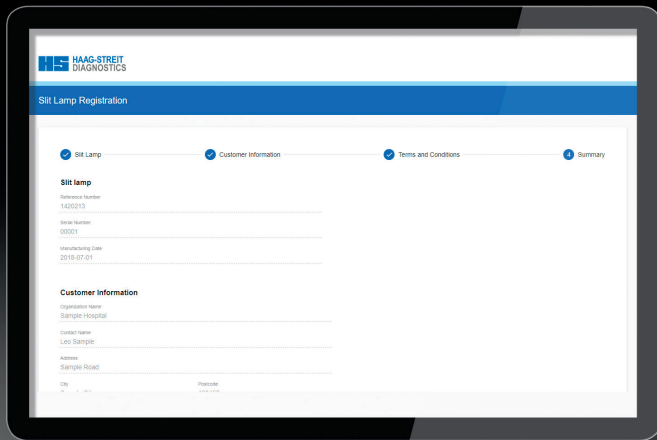 HS HAAG-STREIT
DIAGNOSTICS
Slit Lamp Registration
Slit Lamp Customer Information Terms and Conditions 4 Summary
Slit lamp
Reference Number
1420213
Serial Number
00001
Manufacturing Date
2018-07-01
Customer Information
Organization Name
Sample Hospital
Contact Name
Leo Sample
Address
Sample Road
City Postcode